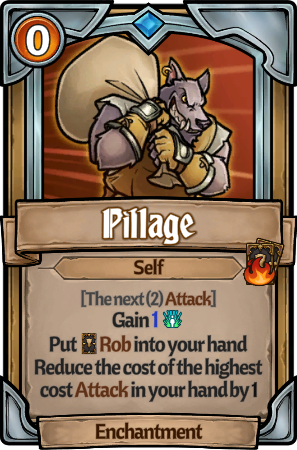 0
Pillage
Self
[The next (2) Attack]
Gain 1
Put Rob into your hand
Reduce the cost of the highest
cost Attack in your hand by 1
Enchantment